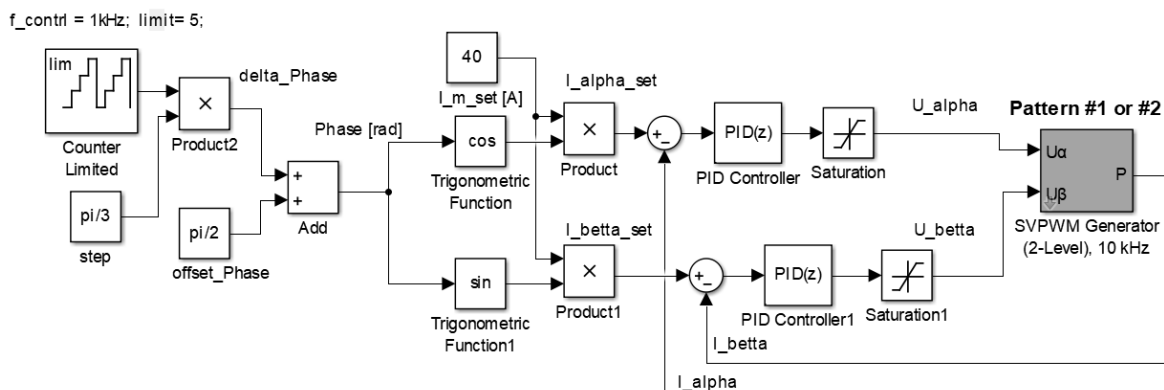 f_contrl = 1kHz; limit= 5;
lim
Counter
Limited
×
Product2
delta_Phase
pi/3
step
pi/2
offset_Phase
+
+
Add
Phase [rad]
40
I_m_set [A]
cos
Trigonometric
Function
sin
Trigonometric
Function1
I_alpha_set
×
Product
I_betta_set
×
Product1
+
−
PID(z)
PID Controller
Saturation
U_alpha
+
−
PID(z)
PID Controller1
Saturation1
U_betta
I_betta
I_alpha
Pattern #1 or #2
Uα
P
Uβ
SVPWM Generator
(2-Level), 10 kHz